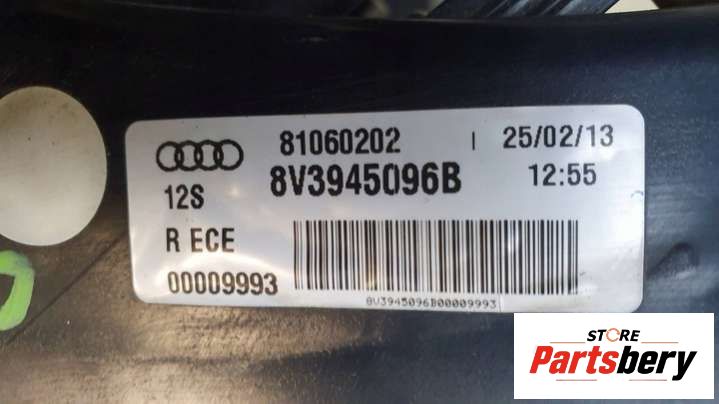 81060202 | 25/02/13
8V3945096B 12:55
12S
R ECE
00009993
8V3945096B00009993
STORE
Partsbery